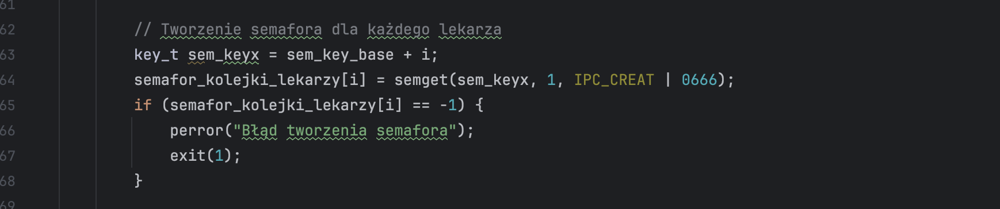 61
62 // Tworzenie semafora dla każdego lekarza
63 key_t sem_keyx = sem_key_base + i;
64 semafor_kolejki_lekarzy[i] = semget(sem_keyx, 1, IPC_CREAT | 0666);
65 if (semafor_kolejki_lekarzy[i] == -1) {
66 perror("Błąd tworzenia semafora");
67 exit(1);
68 }
69